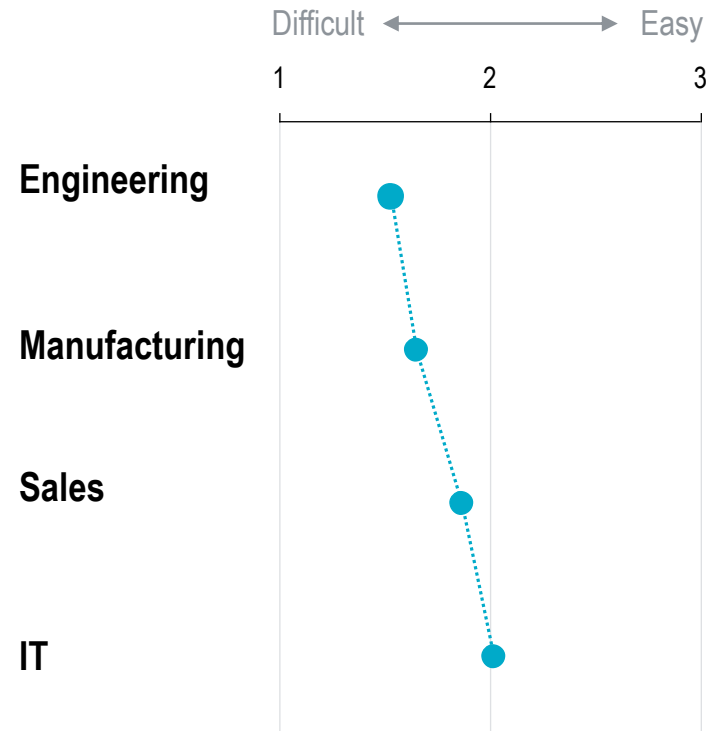 Difficult Easy
1 2 3
Engineering
Manufacturing
Sales
IT